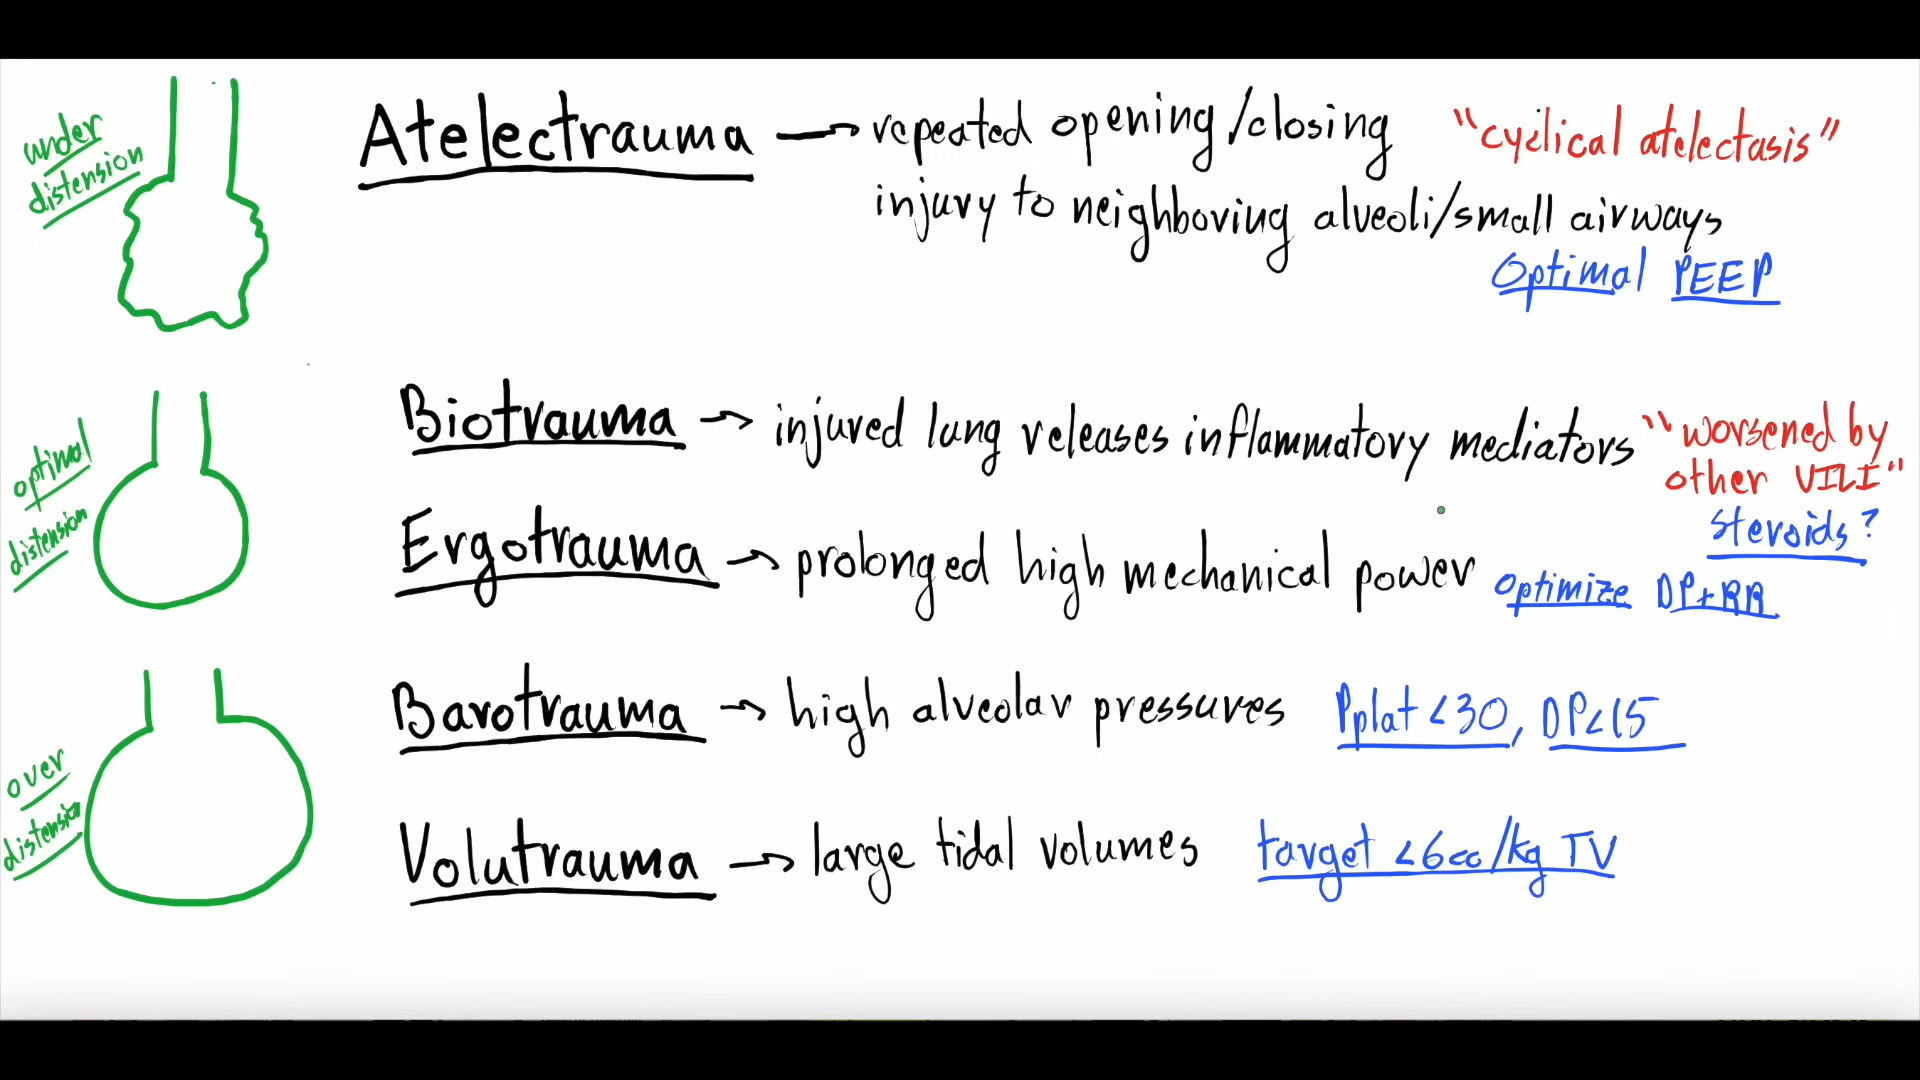 under
distension
Atelectrauma → repeated opening/closing "cyclical atelectasis"
injury to neighboring alveoli/small airways
Optimal PEEP
optimal
distension
Biotrauma → injured lung releases inflammatory mediators "worsened by
other VILI"
steroids?
Ergotrauma → prolonged high mechanical power optimize DP+RR
over
distension
Barotrauma → high alveolar pressures Pplat <30, DP<15
Volutrauma → large tidal volumes target <6cc/kg TV